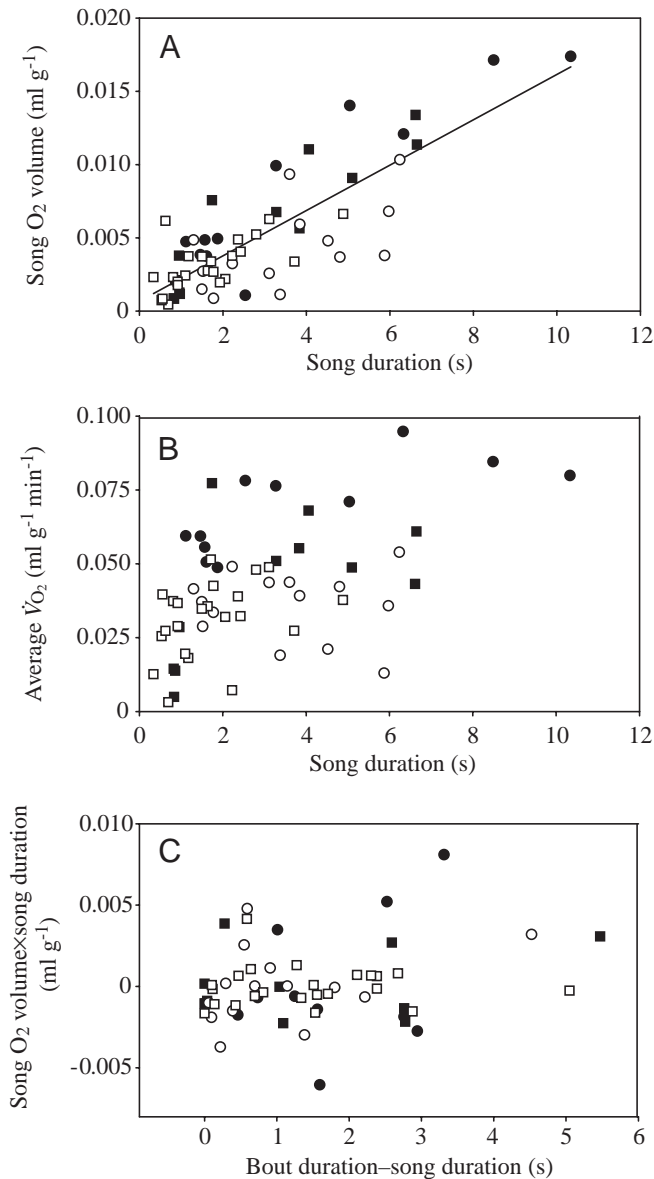 A
Song O2 volume (ml g-1)
0.020
0.015
0.010
0.005
0
0 2 4 6 8 10 12
Song duration (s)
B
Average V̇O2 (ml g-1 min-1)
0.100
0.075
0.050
0.025
0
0 2 4 6 8 10 12
Song duration (s)
C
Song O2 volume×song duration
(ml g-1)
0.010
0.005
0
-0.005
0 1 2 3 4 5 6
Bout duration–song duration (s)